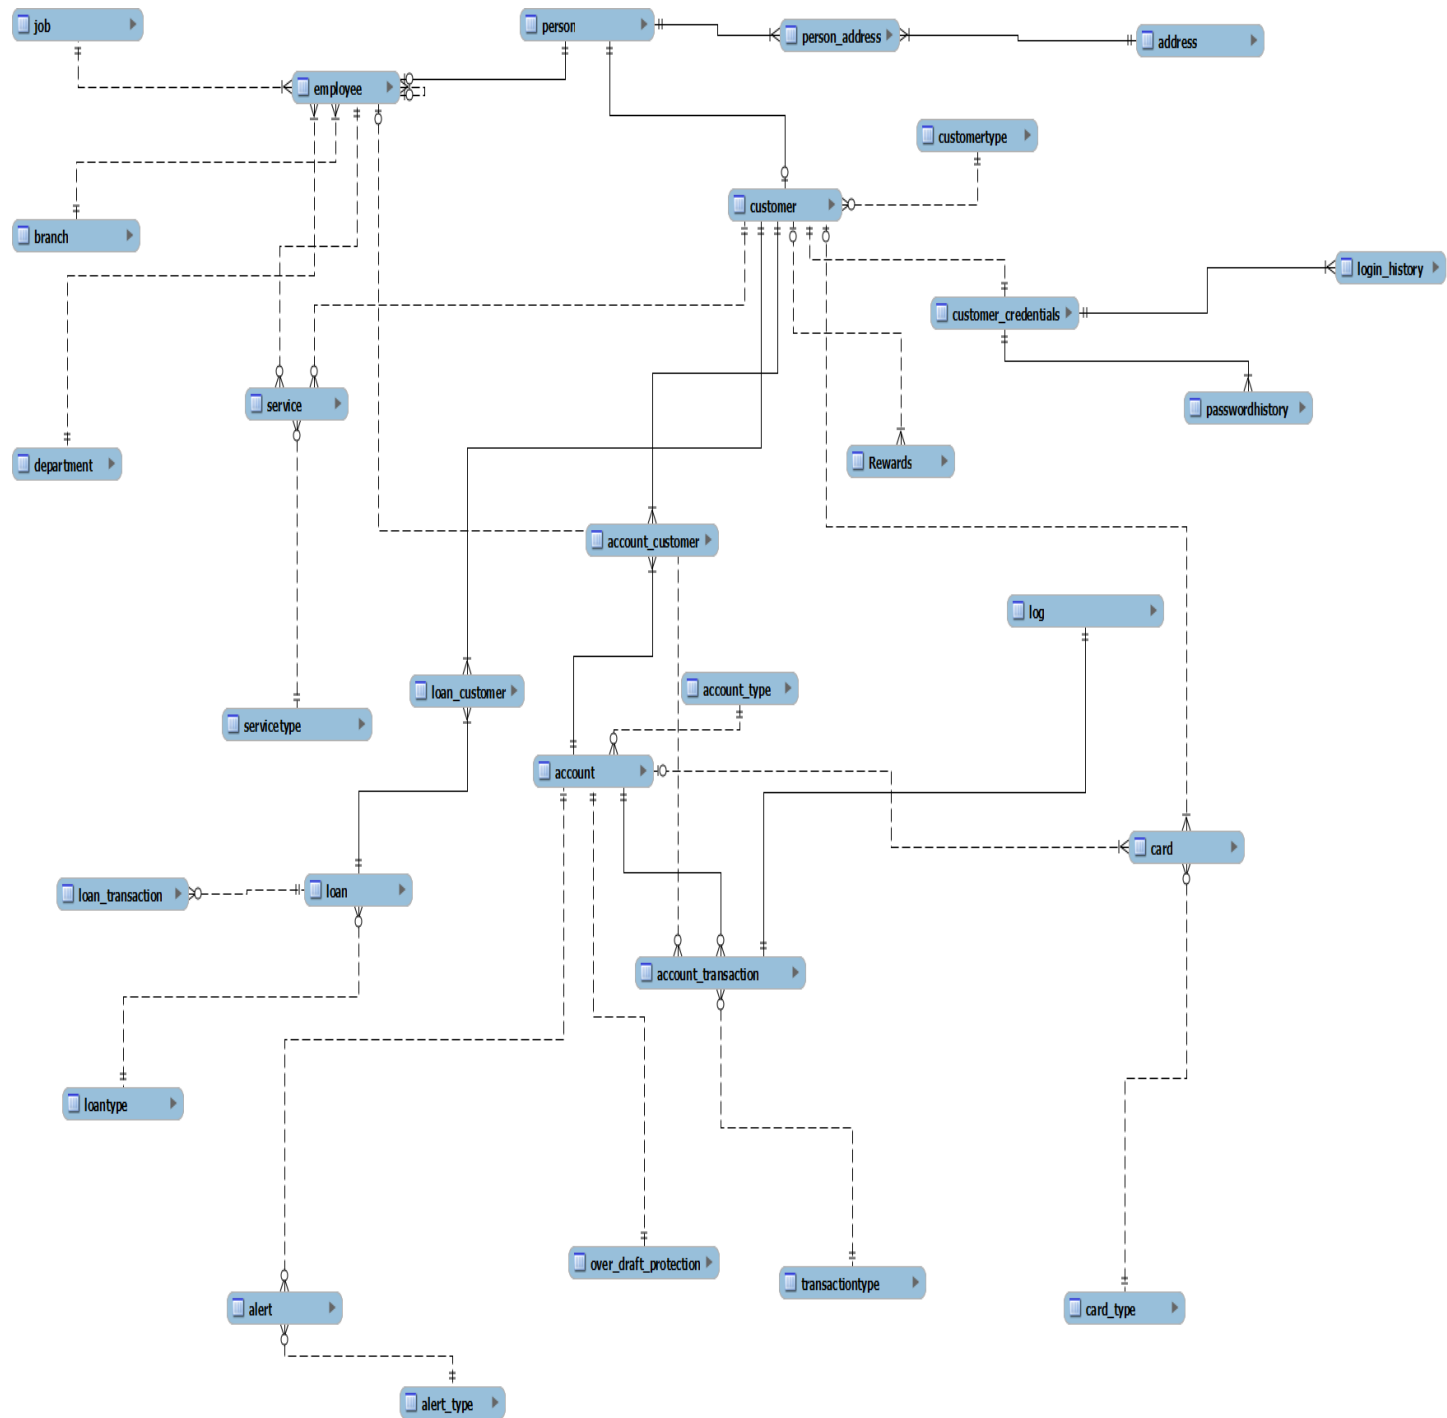 job
person
person_address
address
employee
customertype
customer
branch
login_history
customer_credentials
service
passwordhistory
department
Rewards
account_customer
log
loan_customer
account_type
servicetype
account
card
loan_transaction
loan
account_transaction
loantype
over_draft_protection
transactiontype
alert
card_type
alert_type